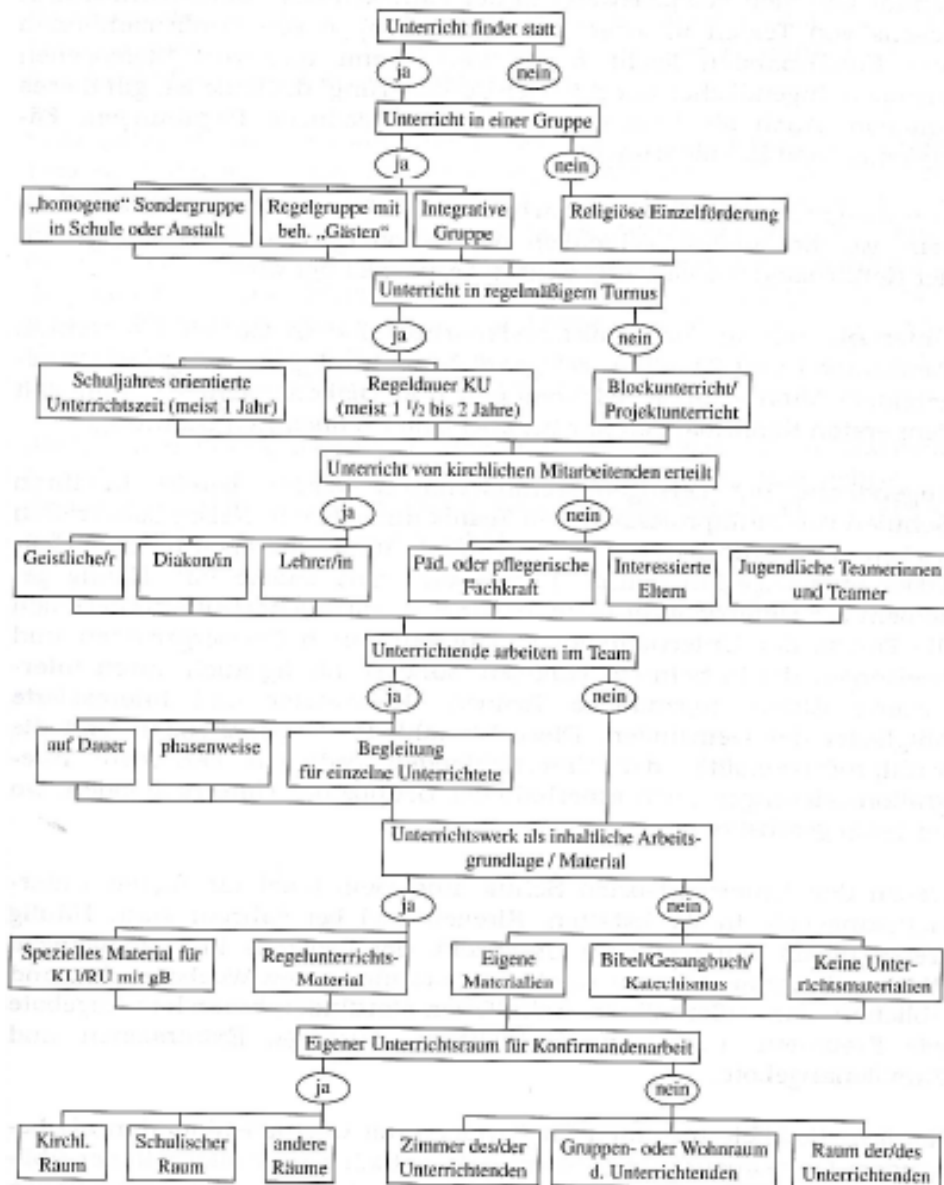 Unterricht findet statt
ja
nein
Unterricht in einer Gruppe
ja
nein
„homogene“ Sondergruppe
in Schule oder Anstalt
Regelgruppe mit
beh. „Gästen“
Integrative
Gruppe
Religiöse Einzelförderung
Unterricht in regelmäßigem Turnus
ja
nein
Schuljahres orientierte
Unterrichtszeit (meist 1 Jahr)
Regeldauer KU
(meist 1 1/2 bis 2 Jahre)
Blockunterricht/
Projektunterricht
Unterricht von kirchlichen Mitarbeitenden erteilt
ja
nein
Geistliche/r
Diakon/in
Lehrer/in
Päd. oder pflegerische
Fachkraft
Interessierte
Eltern
Jugendliche Teamerinnen
und Teamer
Unterrichtende arbeiten im Team
ja
nein
auf Dauer
phasenweise
Begleitung
für einzelne Unterrichtete
Unterrichtswerk als inhaltliche Arbeits-
grundlage / Material
ja
nein
Spezielles Material für
KU/RU mit gB
Regelunterrichts-
Material
Eigene
Materialien
Bibel/Gesangbuch/
Katechismus
Keine Unter-
richtsmaterialien
Eigener Unterrichtsraum für Konfirmandenarbeit
ja
nein
Kirchl.
Raum
Schulischer
Raum
andere
Räume
Zimmer des/der
Unterrichtenden
Gruppen- oder Wohnraum
d. Unterrichtenden
Raum der/des
Unterrichtenden